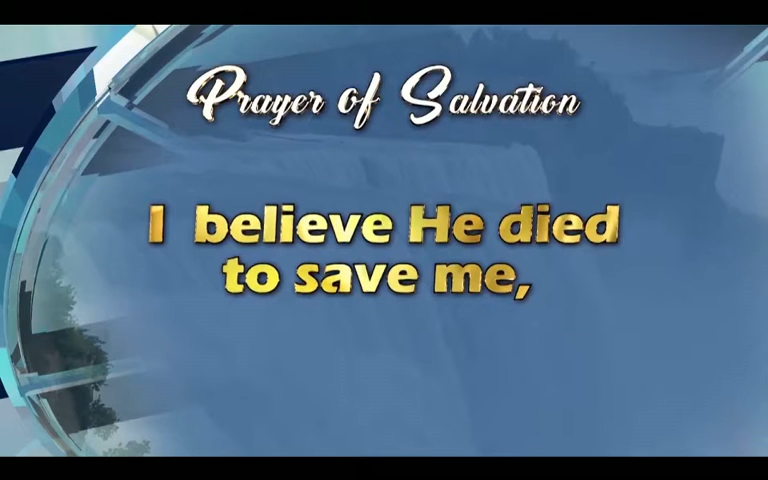 Prayer of Salvation
I believe He died
to save me,